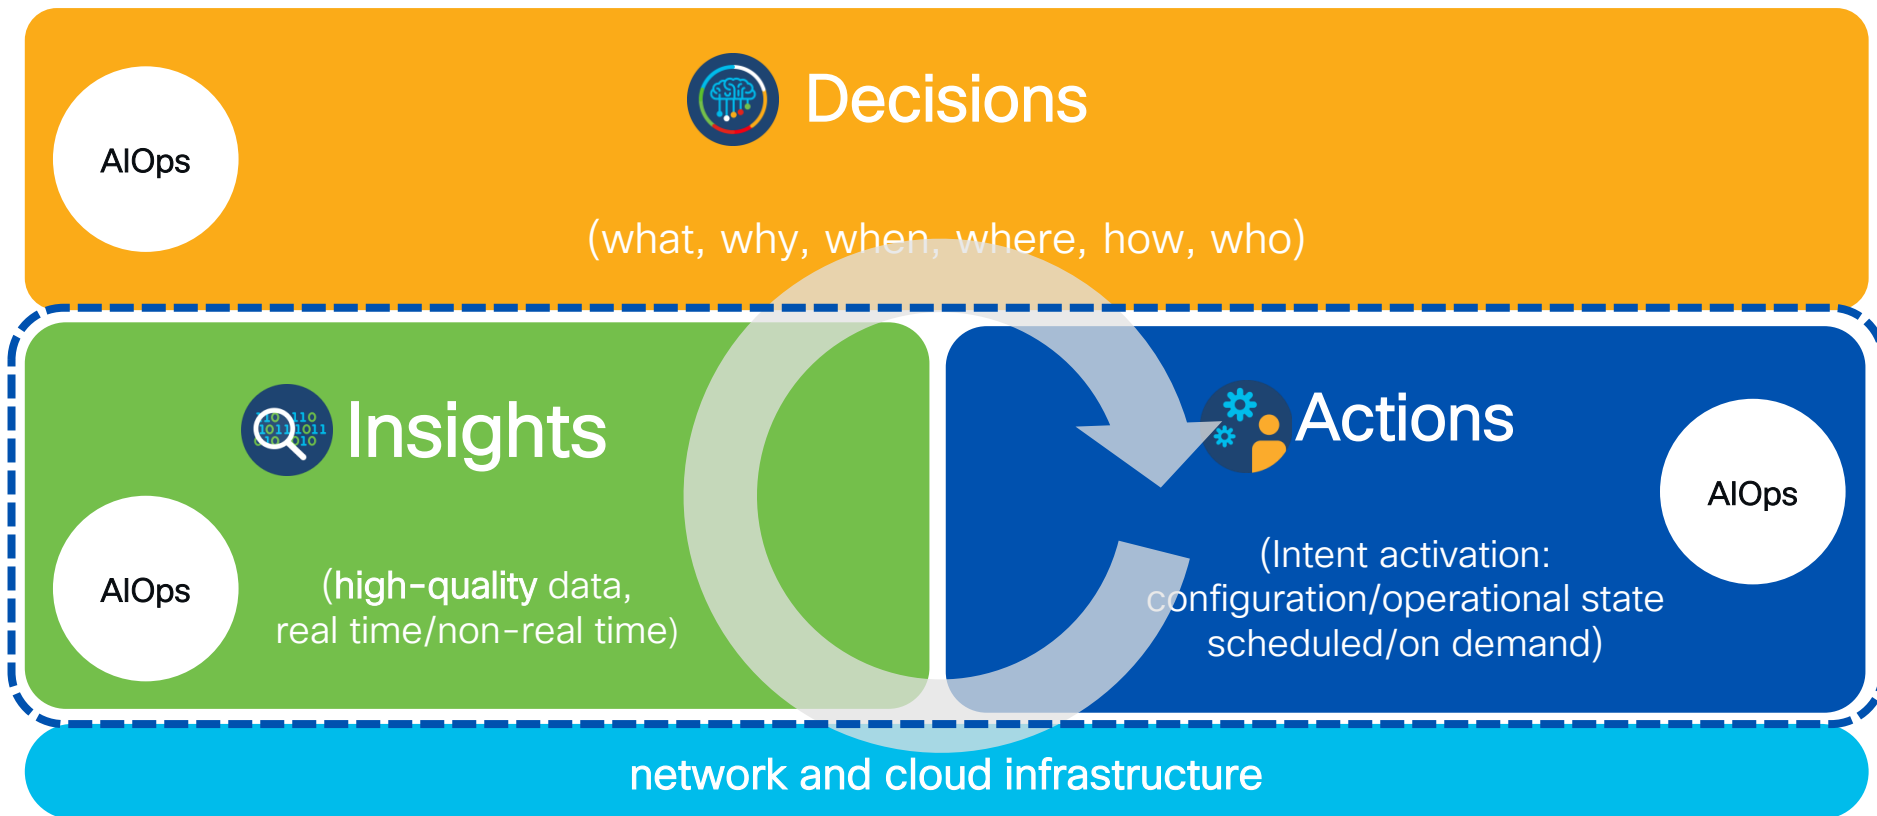 Decisions
AIOps
(what, why, when, where, how, who)
Insights
AIOps
(high-quality data,
real time/non-real time)
Actions
AIOps
(Intent activation:
configuration/operational state
scheduled/on demand)
network and cloud infrastructure